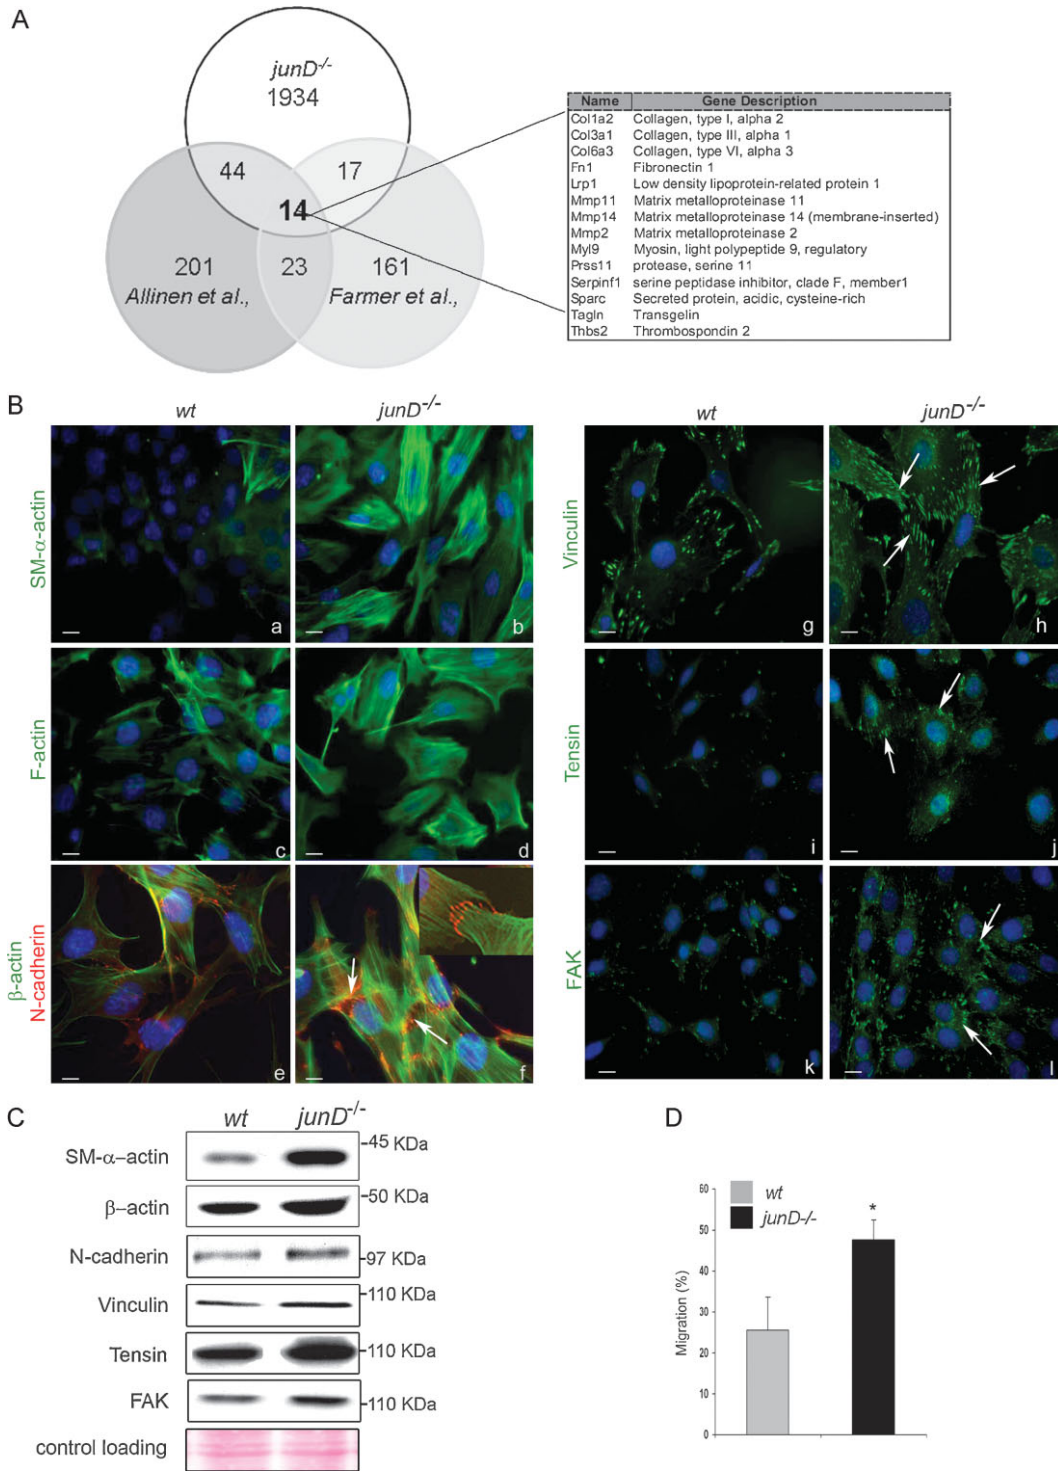 A
junD-/-
1934
44
17
14
201
23
161
Allinen et al.,
Farmer et al.,
Name Gene Description
Col1a2 Collagen, type I, alpha 2
Col3a1 Collagen, type III, alpha 1
Col6a3 Collagen, type VI, alpha 3
Fn1 Fibronectin 1
Lrp1 Low density lipoprotein-related protein 1
Mmp11 Matrix metalloproteinase 11
Mmp14 Matrix metalloproteinase 14 (membrane-inserted)
Mmp2 Matrix metalloproteinase 2
Myl9 Myosin, light polypeptide 9, regulatory
Prss11 protease, serine 11
Serpinf1 serine peptidase inhibitor, clade F, member1
Sparc Secreted protein, acidic, cysteine-rich
Tagln Transgelin
Thbs2 Thrombospondin 2
B
wt junD-/-
SM-α-actin
a
b
F-actin
c
d
β-actin
N-cadherin
e
f
wt junD-/-
Vinculin
g
h
Tensin
i
j
FAK
k
l
C
wt junD-/-
SM-α–actin
-45 KDa
β–actin
-50 KDa
N-cadherin
-97 KDa
Vinculin
-110 KDa
Tensin
-110 KDa
FAK
-110 KDa
control loading
D
wt
junD-/-
*
Migration (%)
60
50
40
30
20
10
0